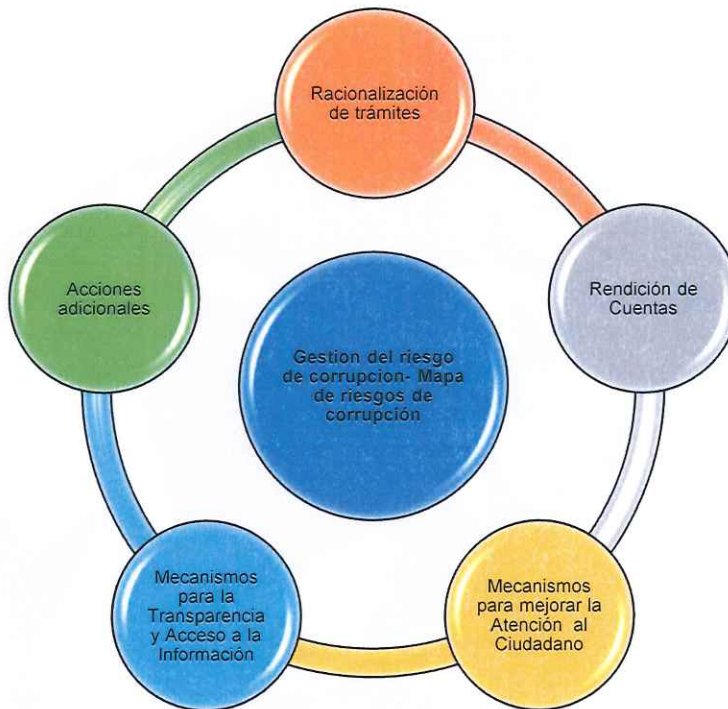 Racionalización
de trámites
Rendición de
Cuentas
Mecanismos
para mejorar la
Atención al
Ciudadano
Mecanismos
para la
Transparencia
y Acceso a la
Información
Acciones
adicionales
Gestion del riesgo
de corrupcion- Mapa
de riesgos de
corrupción